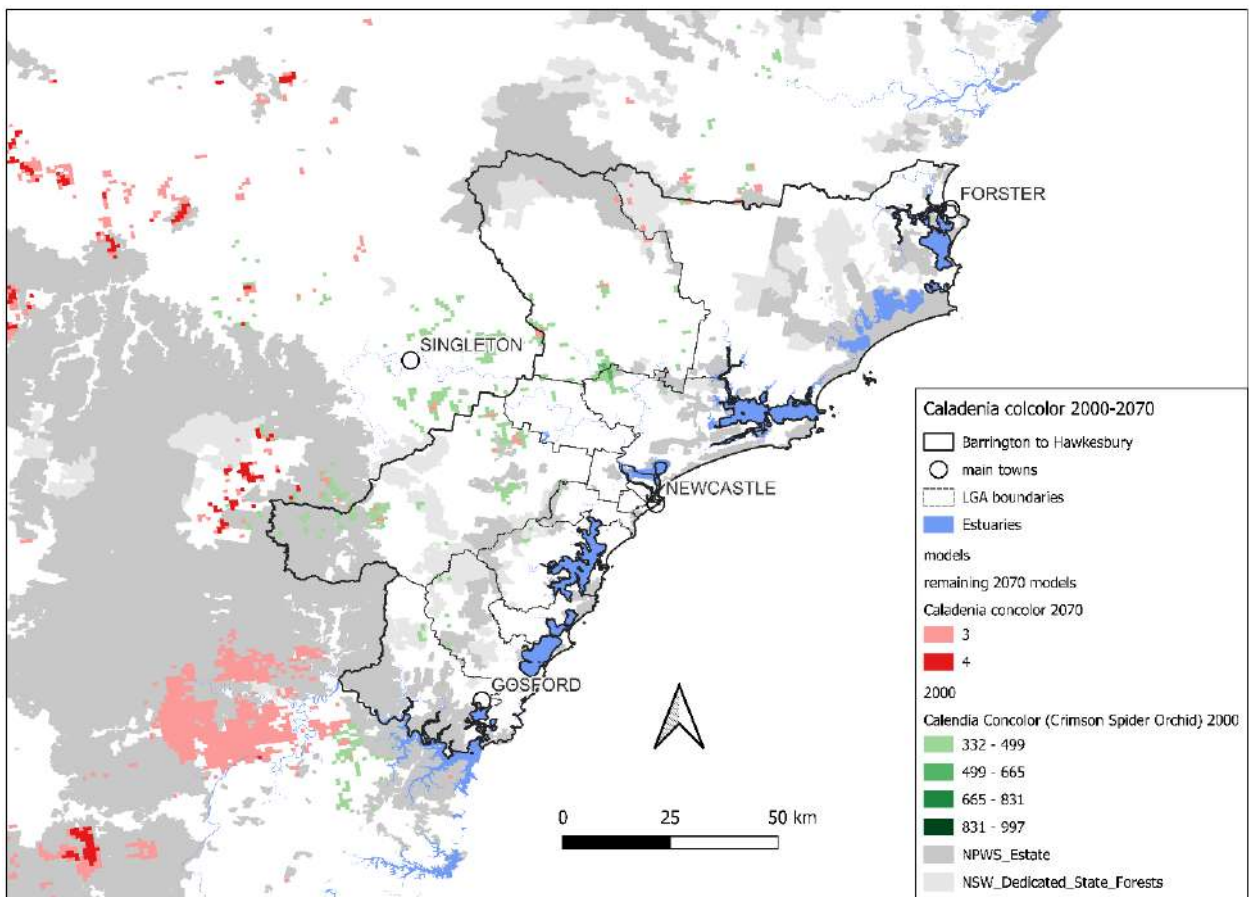 FORSTER
SINGLETON
NEWCASTLE
GOSFORD
0 25 50 km
Caladenia colcolor 2000-2070
Barrington to Hawkesbury
main towns
LGA boundaries
Estuaries
models
remaining 2070 models
Caladenia concolor 2070
3
4
2000
Calendia Concolor (Crimson Spider Orchid) 2000
332 - 499
499 - 665
665 - 831
831 - 997
NPWS_Estate
NSW_Dedicated_State_Forests